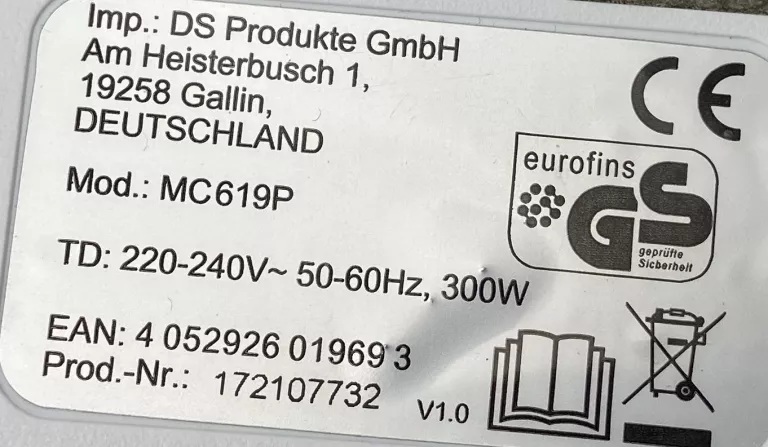 Imp.: DS Produkte GmbH
Am Heisterbusch 1,
19258 Gallin,
DEUTSCHLAND
CE
eurofins
GS
geprüfte
Sicherheit
Mod.: MC619P
TD: 220-240V~ 50-60Hz, 300W
EAN: 4 052926 01969 3
Prod.-Nr.: 172107732
V1.0